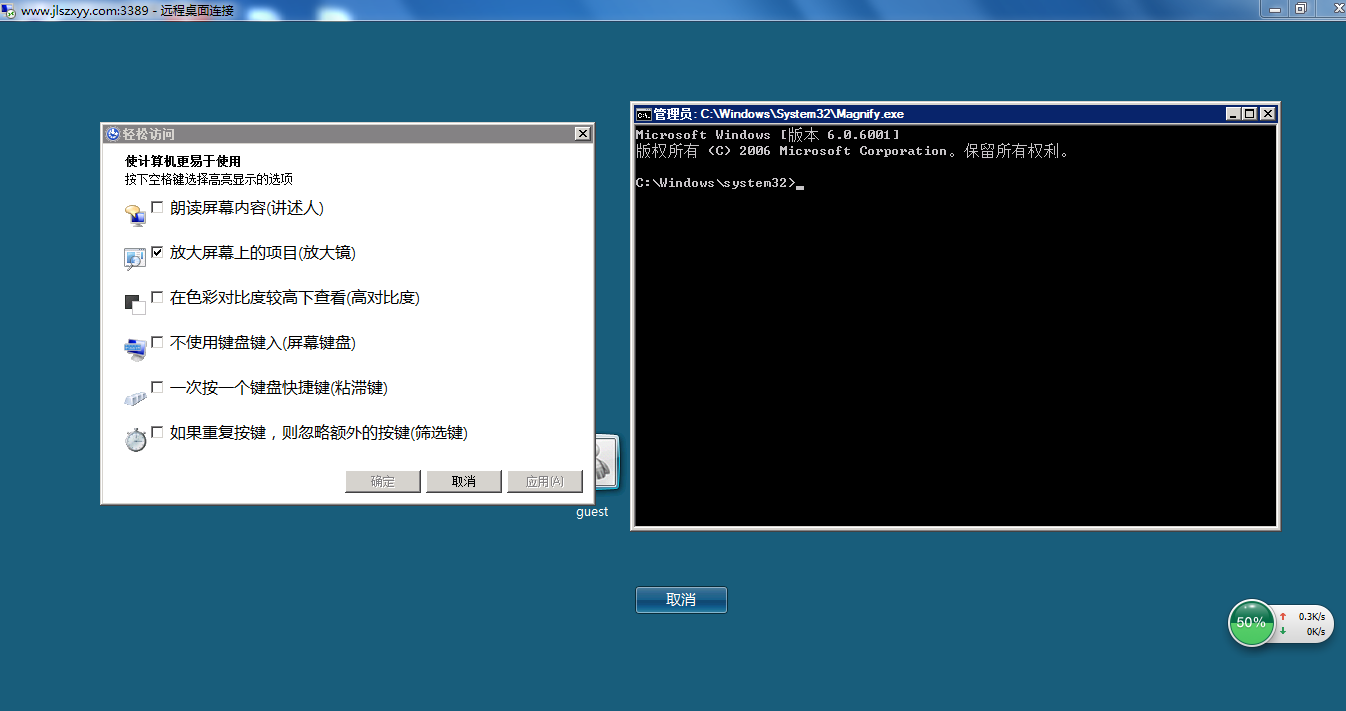 www.jlszxyy.com:3389 - 远程桌面连接
轻松访问
使计算机更易于使用
按下空格键选择高亮显示的选项
朗读屏幕内容(讲述人)
放大屏幕上的项目(放大镜)
在色彩对比度较高下查看(高对比度)
不使用键盘键入(屏幕键盘)
一次按一个键盘快捷键(粘滞键)
如果重复按键，则忽略额外的按键(筛选键)
确定 取消 应用(A)
guest
管理员: C:\Windows\System32\Magnify.exe
Microsoft Windows [版本 6.0.6001]
版权所有 (C) 2006 Microsoft Corporation。保留所有权利。
C:\Windows\system32>
取消
50%
0.3K/s
0K/s